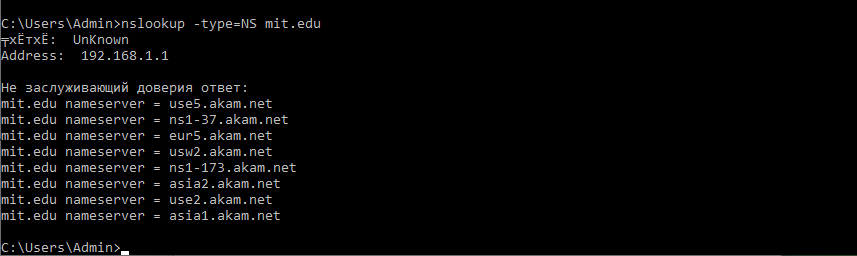 C:\Users\Admin>nslookup -type=NS mit.edu
╤хЁтхЁ:  UnKnown
Address:  192.168.1.1
Не заслуживающий доверия ответ:
mit.edu nameserver = use5.akam.net
mit.edu nameserver = ns1-37.akam.net
mit.edu nameserver = eur5.akam.net
mit.edu nameserver = usw2.akam.net
mit.edu nameserver = ns1-173.akam.net
mit.edu nameserver = asia2.akam.net
mit.edu nameserver = use2.akam.net
mit.edu nameserver = asia1.akam.net
C:\Users\Admin>